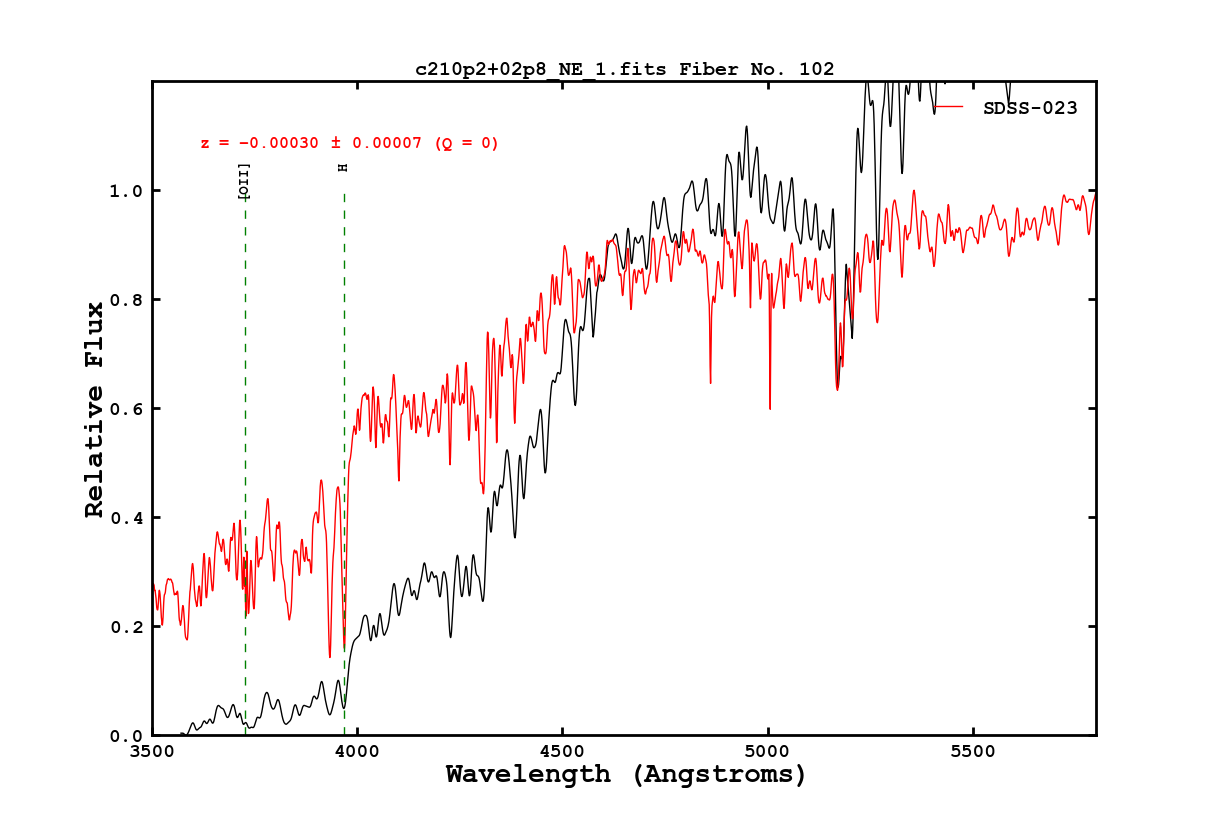 c210p2+02p8_NE_1.fits Fiber No. 102
SDSS-023
z = -0.00030 ± 0.00007 (Q = 0)
[OII]
H
1.0
0.8
0.6
0.4
0.2
0.0
Relative Flux
3500 4000 4500 5000 5500
Wavelength (Angstroms)